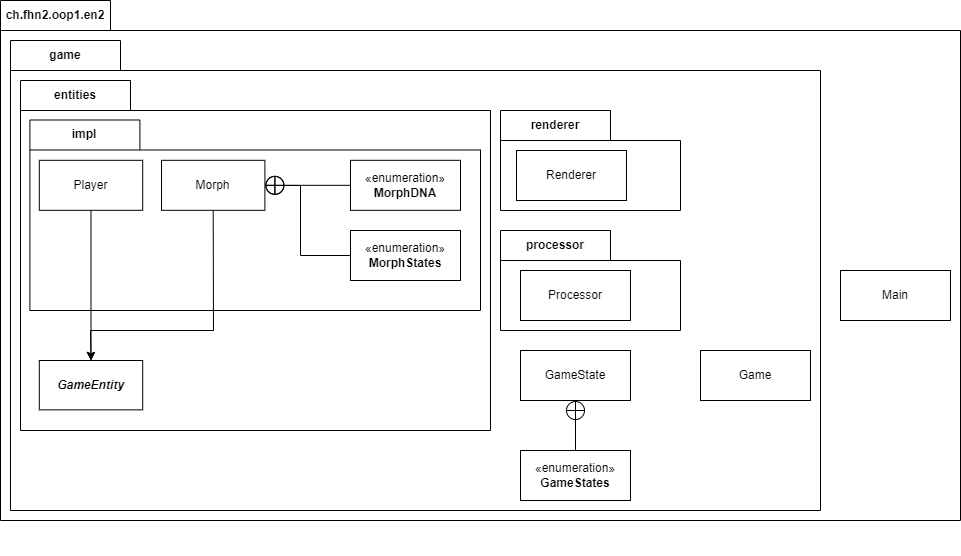 ch.fhn2.oop1.en2
game
entities
impl
Player
Morph
«enumeration»
MorphDNA
«enumeration»
MorphStates
GameEntity
renderer
Renderer
processor
Processor
GameState
Game
«enumeration»
GameStates
Main